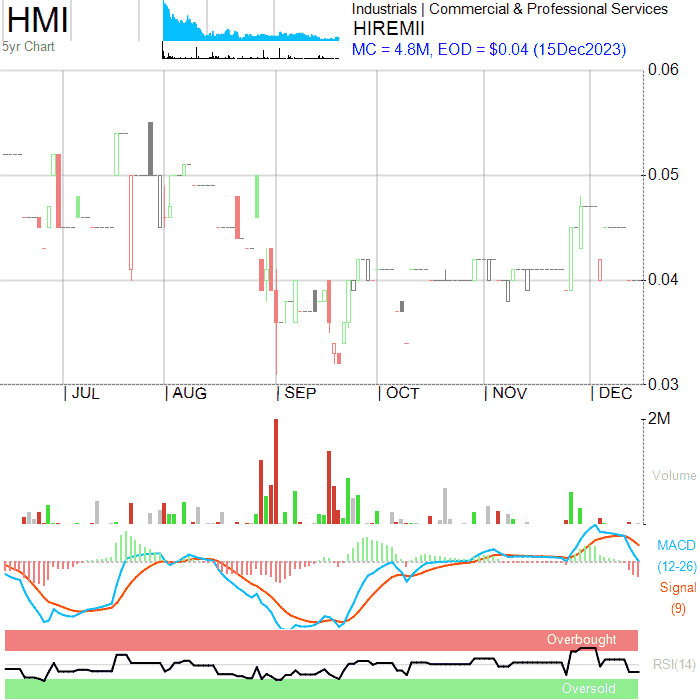 HMI
5yr Chart
Industrials | Commercial & Professional Services
HIREMII
MC = 4.8M, EOD = $0.04 (15Dec2023)
0.06
0.05
0.04
0.03
| JUL | AUG | SEP | OCT | NOV | DEC
2M
Volume
MACD
(12-26)
Signal
(9)
Overbought
RSI(14)
Oversold